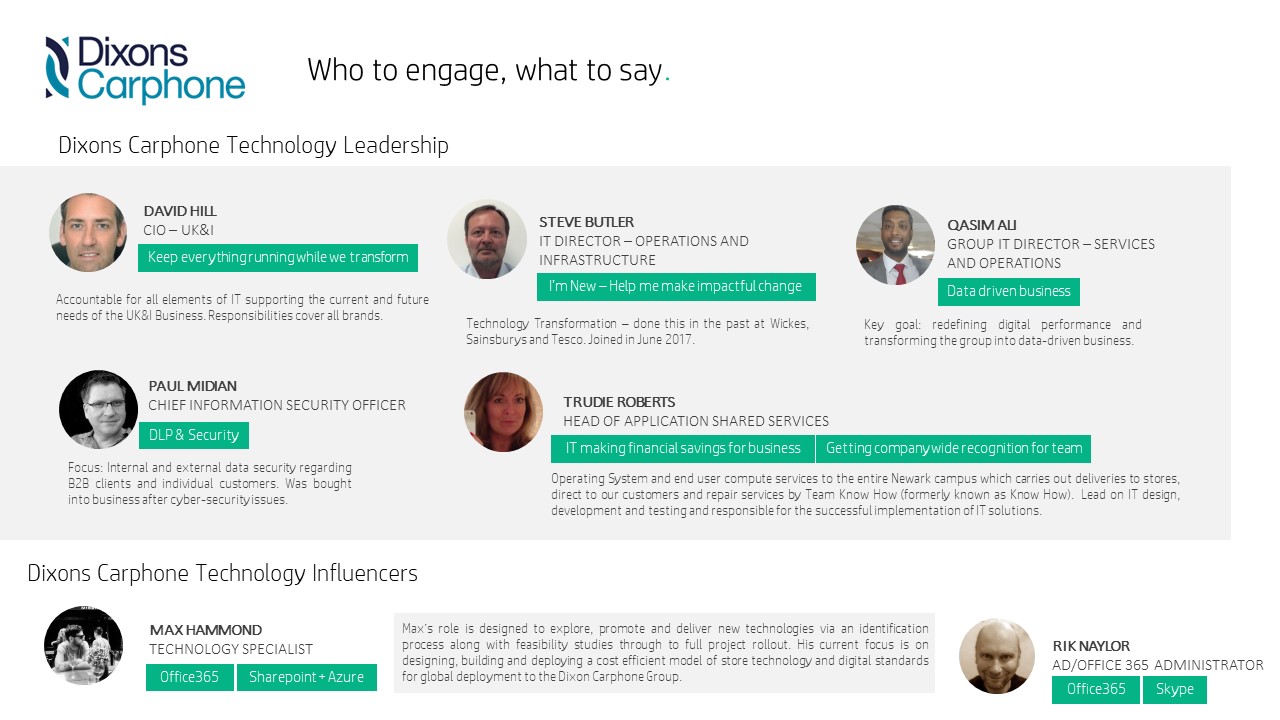 Dixons
Carphone
Who to engage, what to say.
Dixons Carphone Technology Leadership
DAVID HILL
CIO – UK&I
Keep everything running while we transform
Accountable for all elements of IT supporting the current and future
needs of the UK&I Business. Responsibilities cover all brands.
STEVE BUTLER
IT DIRECTOR – OPERATIONS AND
INFRASTRUCTURE
I'm New – Help me make impactful change
Technology Transformation – done this in the past at Wickes,
Sainsburys and Tesco. Joined in June 2017.
QASIM ALI
GROUP IT DIRECTOR – SERVICES
AND OPERATIONS
Data driven business
Key goal: redefining digital performance and
transforming the group into data-driven business.
PAUL MIDIAN
CHIEF INFORMATION SECURITY OFFICER
DLP & Security
Focus: Internal and external data security regarding
B2B clients and individual customers. Was bought
into business after cyber-security issues.
TRUDIE ROBERTS
HEAD OF APPLICATION SHARED SERVICES
IT making financial savings for business
Getting company wide recognition for team
Operating System and end user compute services to the entire Newark campus which carries out deliveries to stores,
direct to our customers and repair services by Team Know How (formerly known as Know How). Lead on IT design,
development and testing and responsible for the successful implementation of IT solutions.
Dixons Carphone Technology Influencers
MAX HAMMOND
TECHNOLOGY SPECIALIST
Office365
Sharepoint + Azure
Max's role is designed to explore, promote and deliver new technologies via an identification
process along with feasibility studies through to full project rollout. His current focus is on
designing, building and deploying a cost efficient model of store technology and digital standards
for global deployment to the Dixon Carphone Group.
RIK NAYLOR
AD/OFFICE 365 ADMINISTRATOR
Office365
Skype